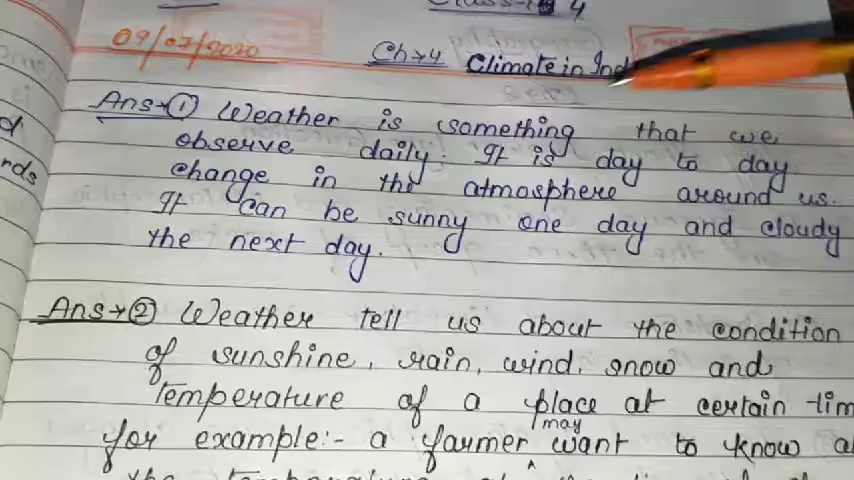 4
09/07/2020
Ch→4 Climate in Ind
Ans→① Weather is something that we
observe daily. It is day to day
change in the atmosphere around us.
It can be sunny one day and cloudy
the next day.
Ans→② Weather tell us about the condition
of sunshine, rain, wind, snow and
temperature of a place at certain tim
for example:- a farmer may want to know a
rds